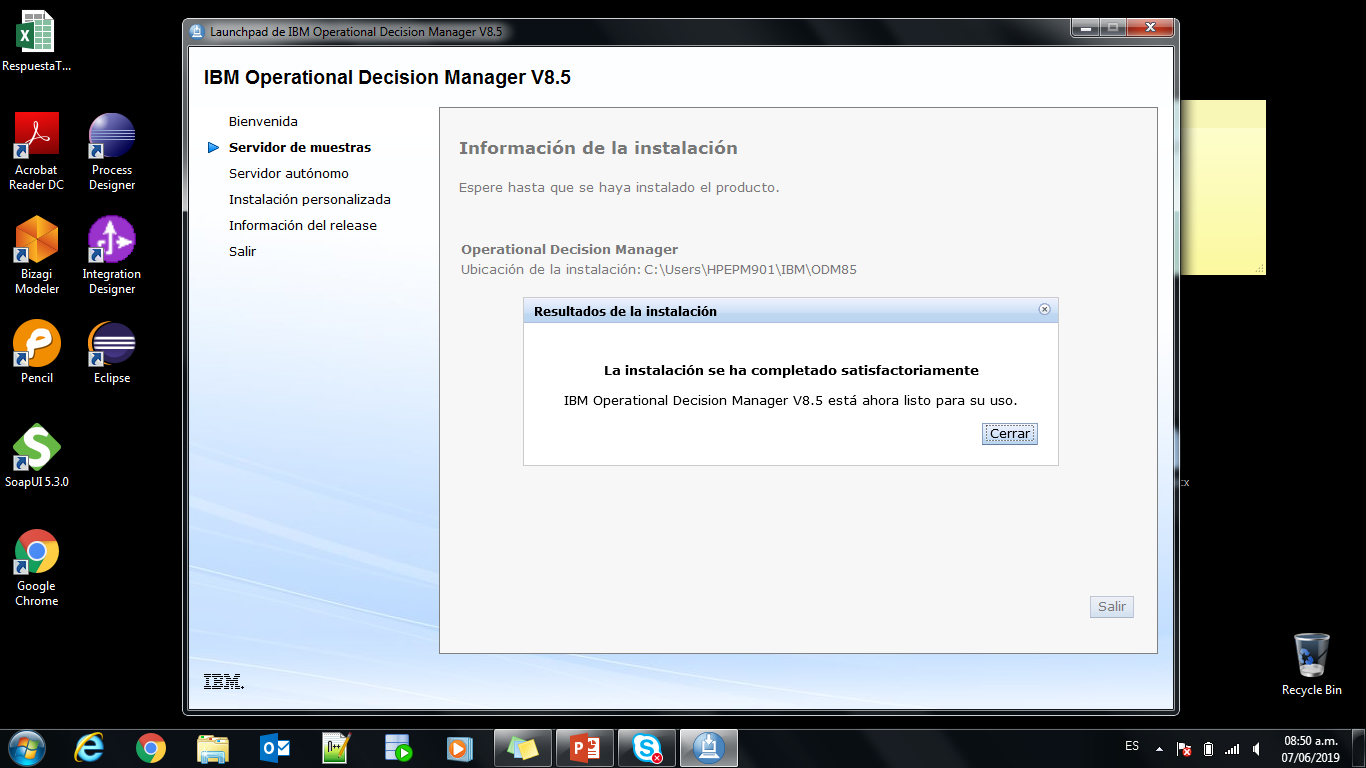 RespuestaT...
Acrobat
Reader DC
Process
Designer
Bizagi
Modeler
Integration
Designer
Pencil
Eclipse
SoapUI 5.3.0
Google
Chrome
Launchpad de IBM Operational Decision Manager V8.5
IBM Operational Decision Manager V8.5
Bienvenida
Servidor de muestras
Servidor autónomo
Instalación personalizada
Información del release
Salir
Información de la instalación
Espere hasta que se haya instalado el producto.
Operational Decision Manager
Ubicación de la instalación: C:\Users\HPEPM901\IBM\ODM85
Resultados de la instalación
La instalación se ha completado satisfactoriamente
IBM Operational Decision Manager V8.5 está ahora listo para su uso.
Cerrar
Salir
IBM.
cx
Recycle Bin
ES
08:50 a.m.
07/06/2019